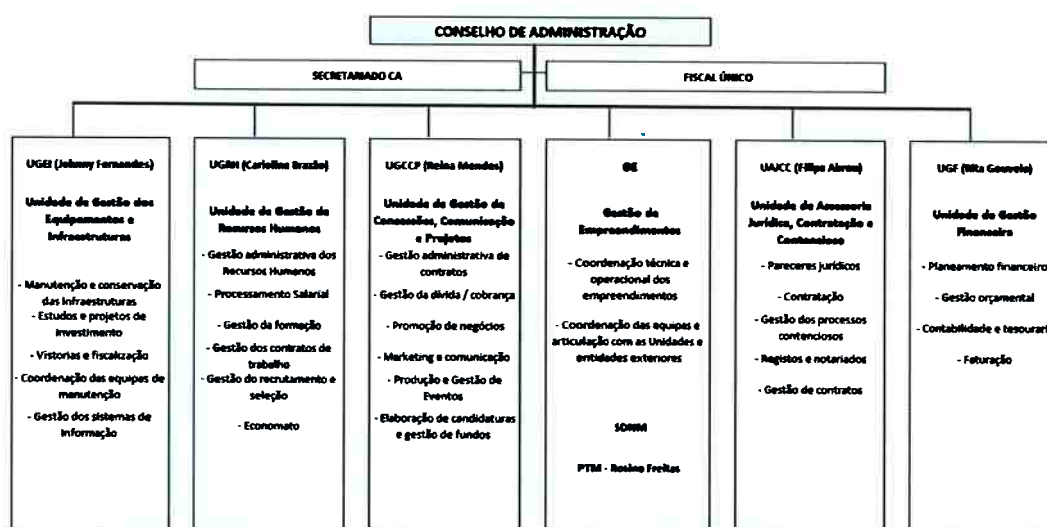 CONSELHO DE ADMINISTRAÇÃO
SECRETARIADO CA
FISCAL ÚNICO
UGEI (Johnny Fernandes)
Unidade de Gestão dos
Equipamentos e
Infraestruturas
- Manutenção e conservação
das Infraestruturas
- Estudos e projetos de
Investimento
- Vistorias e fiscalização
- Coordenação das equipas de
manutenção
- Gestão dos sistemas de
Informação
UGRH (Carolina Brazão)
Unidade de Gestão de
Recursos Humanos
- Gestão administrativa dos
Recursos Humanos
- Processamento Salarial
- Gestão da formação
- Gestão dos contratos de
trabalho
- Gestão do recrutamento e
seleção
- Economato
UGCCP (Reina Mendes)
Unidade de Gestão de
Concessões, Comunicação
e Projetos
- Gestão administrativa de
contratos
- Gestão da dívida / cobrança
- Promoção de negócios
- Marketing e comunicação
- Produção e Gestão de
Eventos
- Elaboração de candidaturas
e gestão de fundos
GE
Gestão de
Empreendimentos
- Coordenação técnica e
operacional dos
empreendimentos
- Coordenação das equipas e
articulação com as Unidades e
entidades exteriores
SDNM
PTM - Rosino Freitas
UAJCC (Filipa Abreu)
Unidade de Assessoria
Jurídica, Contratação e
Contencioso
- Pareceres jurídicos
- Contratação
- Gestão dos processos
contenciosos
- Registos e notariados
- Gestão de contratos
UGF (Rita Gouveia)
Unidade de Gestão
Financeira
- Planeamento financeiro
- Gestão orçamental
- Contabilidade e tesouraria
- Faturação